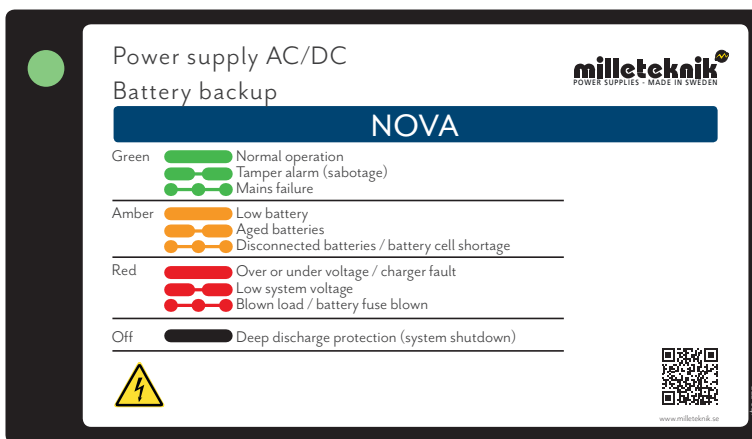 Power supply AC/DC
Battery backup
milleteknik
POWER SUPPLIES - MADE IN SWEDEN
NOVA
Green Normal operation
Tamper alarm (sabotage)
Mains failure
Amber Low battery
Aged batteries
Disconnected batteries / battery cell shortage
Red Over or under voltage / charger fault
Low system voltage
Blown load / battery fuse blown
Off Deep discharge protection (system shutdown)
www.milleteknik.se